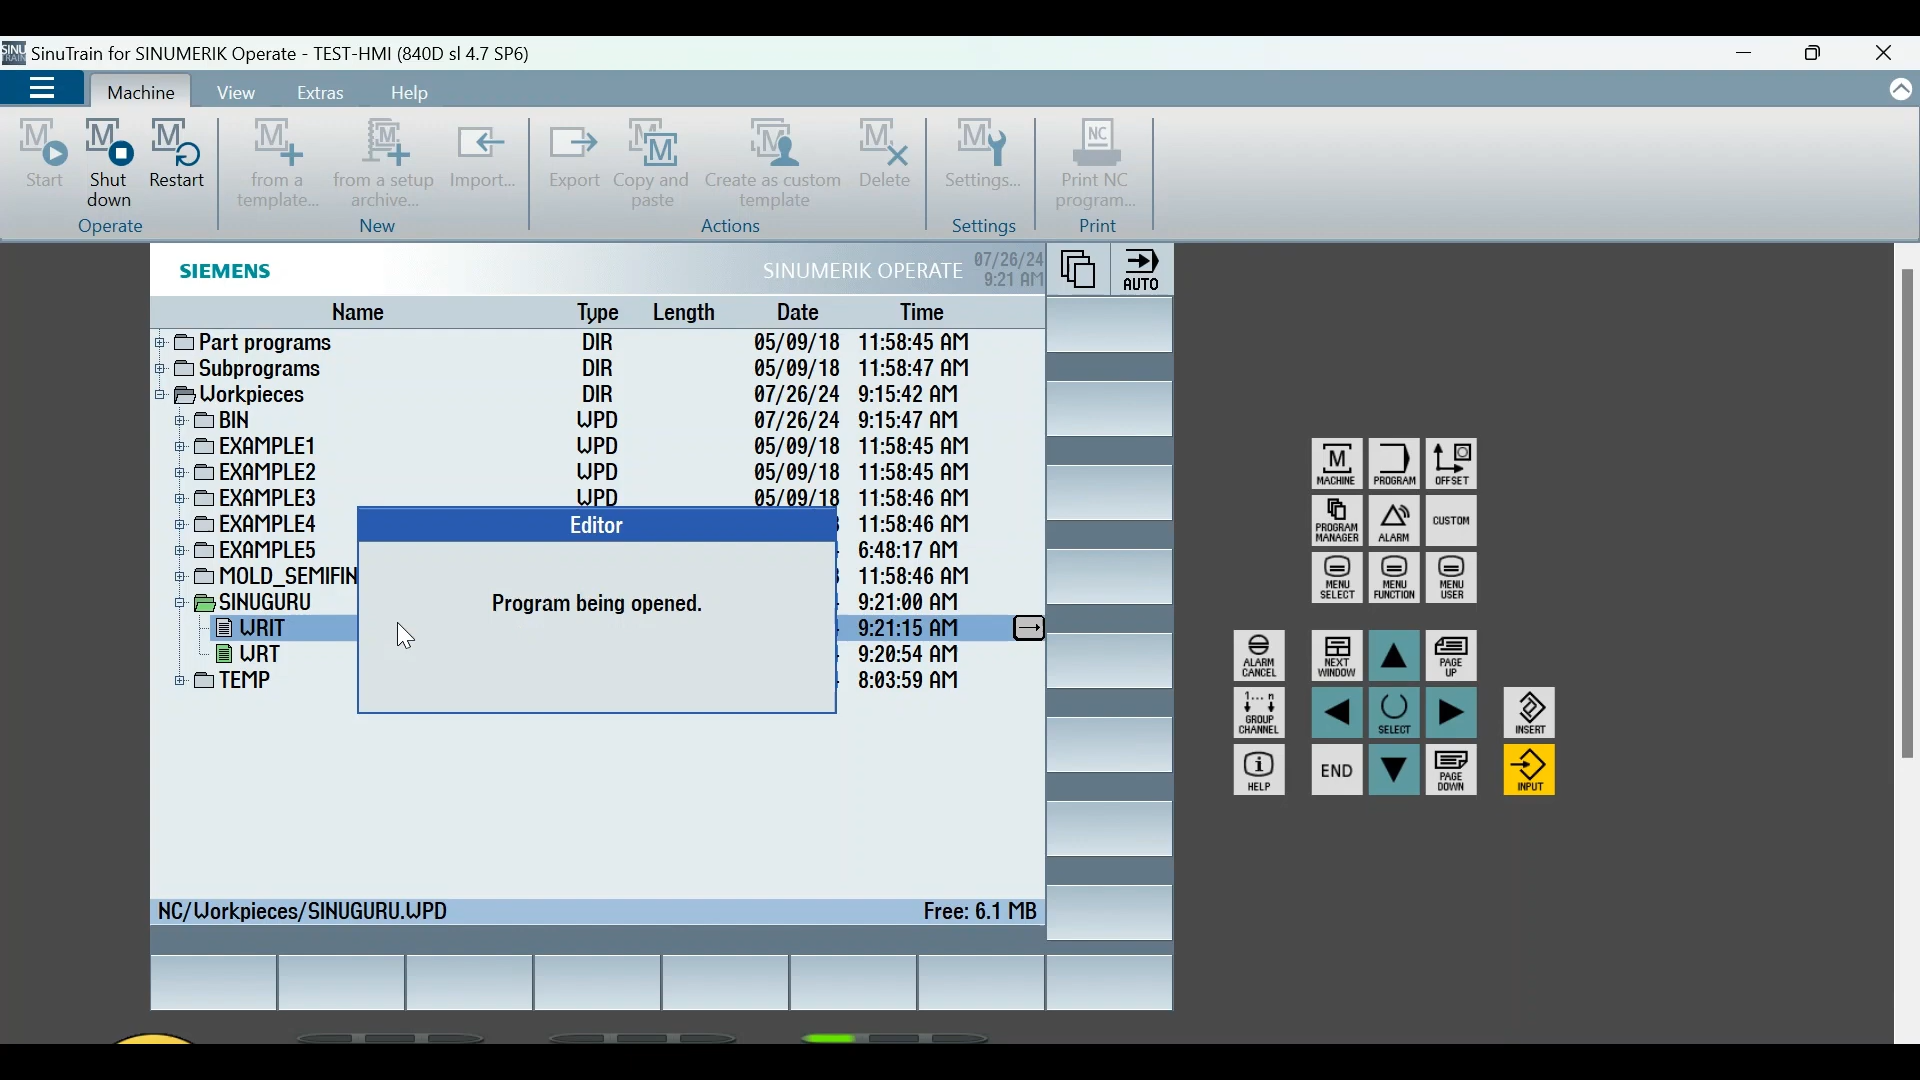 SINU
TRAIN
SinuTrain for SINUMERIK Operate - TEST-HMI (840D sl 4.7 SP6)
Machine View Extras Help
Start
Shut down
Restart
Operate
from a template...
from a setup archive...
Import...
New
Export
Copy and paste
Create as custom template
Delete
Actions
Settings...
Settings
NC
Print NC program...
Print
SIEMENS
SINUMERIK OPERATE
07/26/24
9:21 AM
AUTO
Name Type Length Date Time
Part programs DIR 05/09/18 11:58:45 AM
Subprograms DIR 05/09/18 11:58:47 AM
Workpieces DIR 07/26/24 9:15:42 AM
BIN WPD 07/26/24 9:15:47 AM
EXAMPLE1 WPD 05/09/18 11:58:45 AM
EXAMPLE2 WPD 05/09/18 11:58:45 AM
EXAMPLE3 WPD 05/09/18 11:58:46 AM
EXAMPLE4 11:58:46 AM
EXAMPLE5 6:48:17 AM
MOLD_SEMIFIN 11:58:46 AM
SINUGURU 9:21:00 AM
WRIT 9:21:15 AM
WRT 9:20:54 AM
TEMP 8:03:59 AM
Editor
Program being opened.
NC/Workpieces/SINUGURU.WPD Free: 6.1 MB
M
MACHINE
PROGRAM
OFFSET
PROGRAM MANAGER
ALARM
CUSTOM
MENU SELECT
MENU FUNCTION
MENU USER
ALARM CANCEL
NEXT WINDOW
PAGE UP
1... n
GROUP CHANNEL
SELECT
INSERT
HELP
END
PAGE DOWN
INPUT